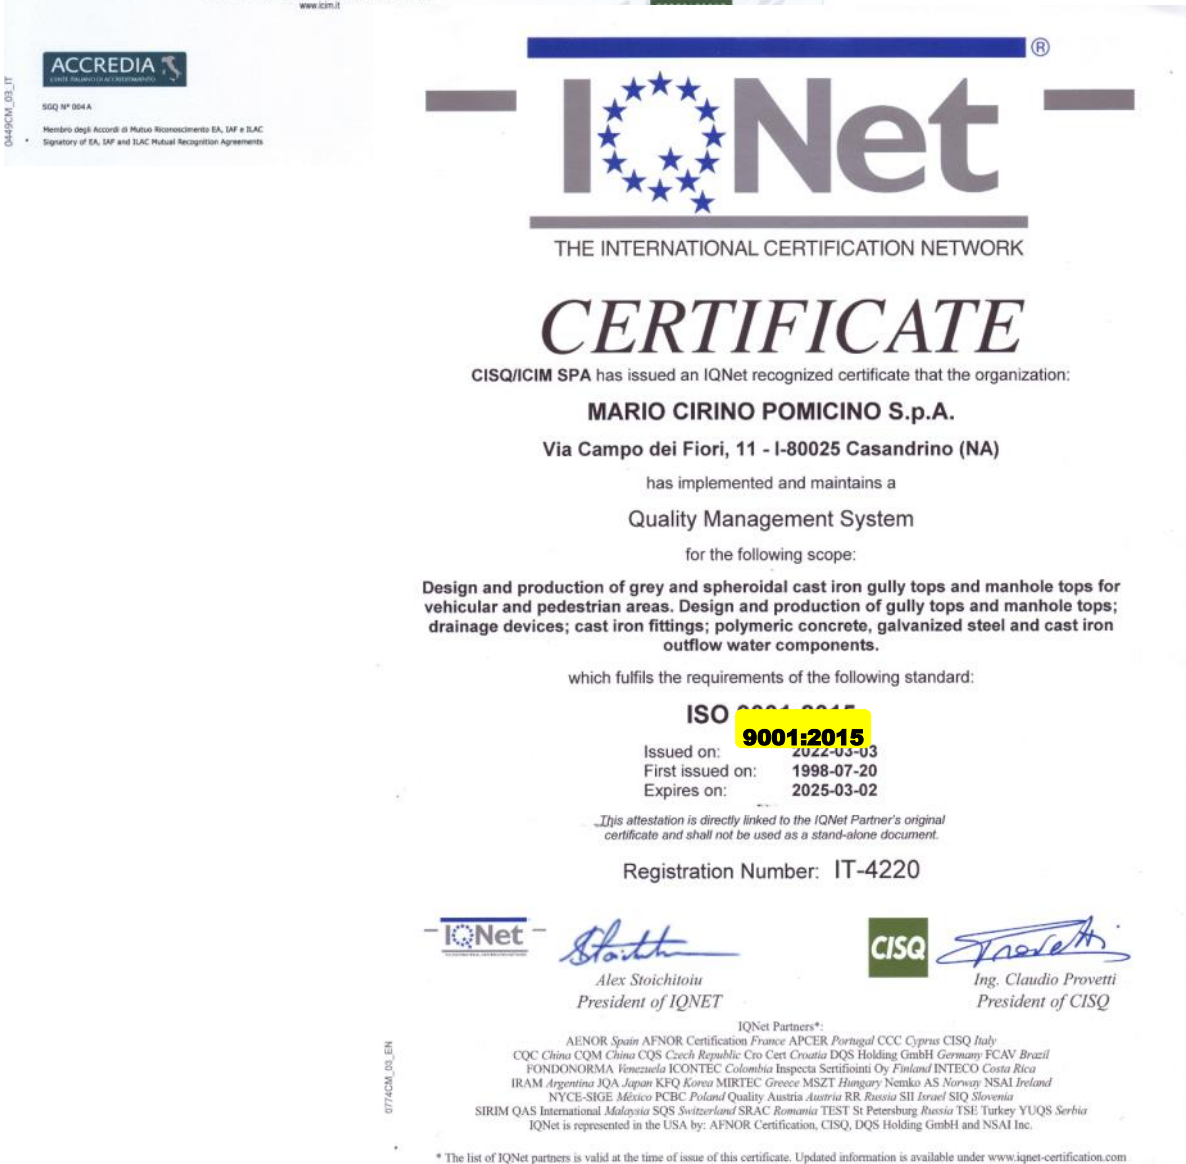 www.icim.it
ACCREDIA
L'ENTE ITALIANO DI ACCREDITAMENTO
SGQ N° 004 A
Membro degli Accordi di Mutuo Riconoscimento EA, IAF e ILAC
Signatory of EA, IAF and ILAC Mutual Recognition Agreements
0449CM_03_IT
®
IQNet
THE INTERNATIONAL CERTIFICATION NETWORK
CERTIFICATE
CISQ/ICIM SPA has issued an IQNet recognized certificate that the organization:
MARIO CIRINO POMICINO S.p.A.
Via Campo dei Fiori, 11 - I-80025 Casandrino (NA)
has implemented and maintains a
Quality Management System
for the following scope:
Design and production of grey and spheroidal cast iron gully tops and manhole tops for
vehicular and pedestrian areas. Design and production of gully tops and manhole tops;
drainage devices; cast iron fittings; polymeric concrete, galvanized steel and cast iron
outflow water components.
which fulfils the requirements of the following standard:
ISO 9001:2015
9001:2015
Issued on: 2022-03-03
First issued on: 1998-07-20
Expires on: 2025-03-02
This attestation is directly linked to the IQNet Partner's original
certificate and shall not be used as a stand-alone document.
Registration Number: IT-4220
IQNet
CISQ
Alex Stoichitoiu
President of IQNET
Ing. Claudio Provetti
President of CISQ
IQNet Partners*:
AENOR Spain AFNOR Certification France APCER Portugal CCC Cyprus CISQ Italy
CQC China CQM China CQS Czech Republic Cro Cert Croatia DQS Holding GmbH Germany FCAV Brazil
FONDONORMA Venezuela ICONTEC Colombia Inspecta Sertifiointi Oy Finland INTECO Costa Rica
IRAM Argentina JQA Japan KFQ Korea MIRTEC Greece MSZT Hungary Nemko AS Norway NSAI Ireland
NYCE-SIGE México PCBC Poland Quality Austria Austria RR Russia SII Israel SIQ Slovenia
SIRIM QAS International Malaysia SQS Switzerland SRAC Romania TEST St Petersburg Russia TSE Turkey YUQS Serbia
IQNet is represented in the USA by: AFNOR Certification, CISQ, DQS Holding GmbH and NSAI Inc.
0774CM_03_EN
* The list of IQNet partners is valid at the time of issue of this certificate. Updated information is available under www.iqnet-certification.com